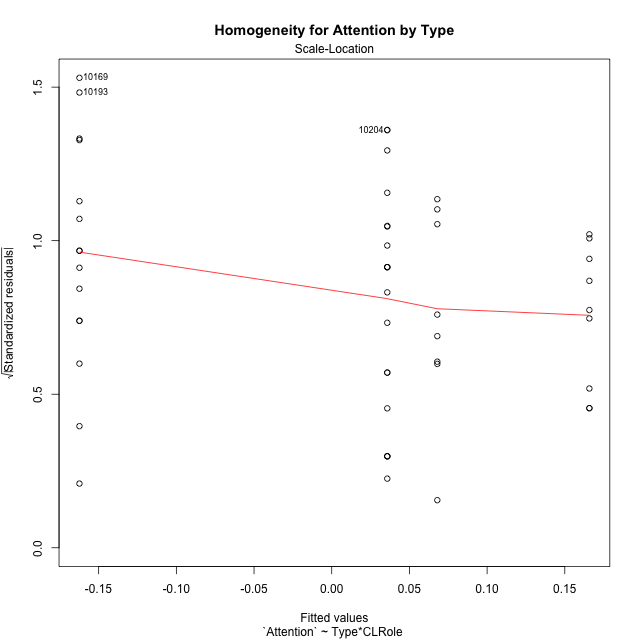 Homogeneity for Attention by Type
Scale-Location
√|Standardized residuals|
0.0
0.5
1.0
1.5
10169
10193
10204
-0.15
-0.10
-0.05
0.00
0.05
0.10
0.15
Fitted values
`Attention` ~ Type*CLRole